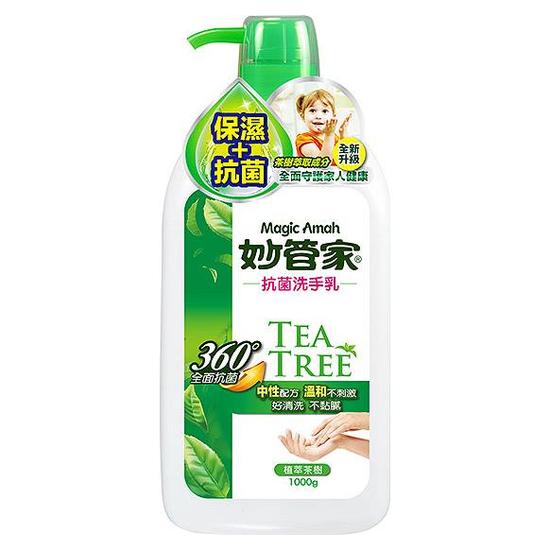 保濕
+
抗菌
茶樹萃取成分
全新
升級
全面守護家人健康
Magic Amah
妙管家®
抗菌洗手乳
TEA
TREE
360°
全面抗菌
中性配方 溫和不刺激
好清洗 不黏膩
植萃茶樹
1000g